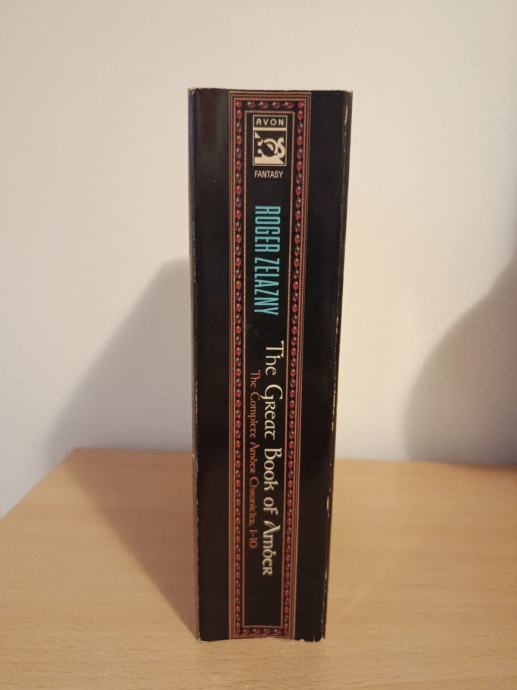 AVON
FANTASY
ROGER ZELAZNY
The Great Book of Amber
The Complete Amber Chronicles, 1-10